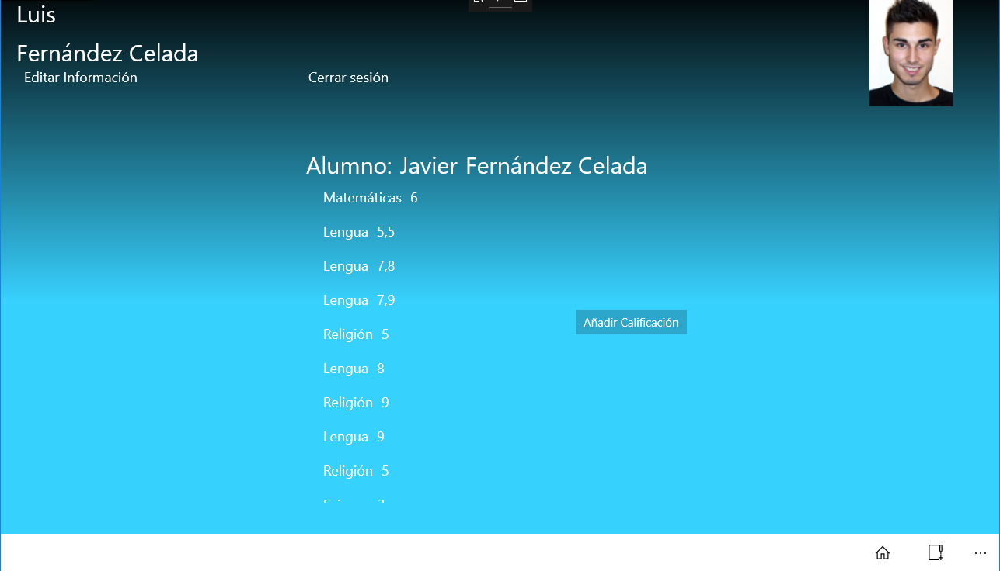 Luis
Fernández Celada
Editar Información Cerrar sesión
Alumno: Javier Fernández Celada
Matemáticas 6
Lengua 5,5
Lengua 7,8
Lengua 7,9
Añadir Calificación
Religión 5
Lengua 8
Religión 9
Lengua 9
Religión 5